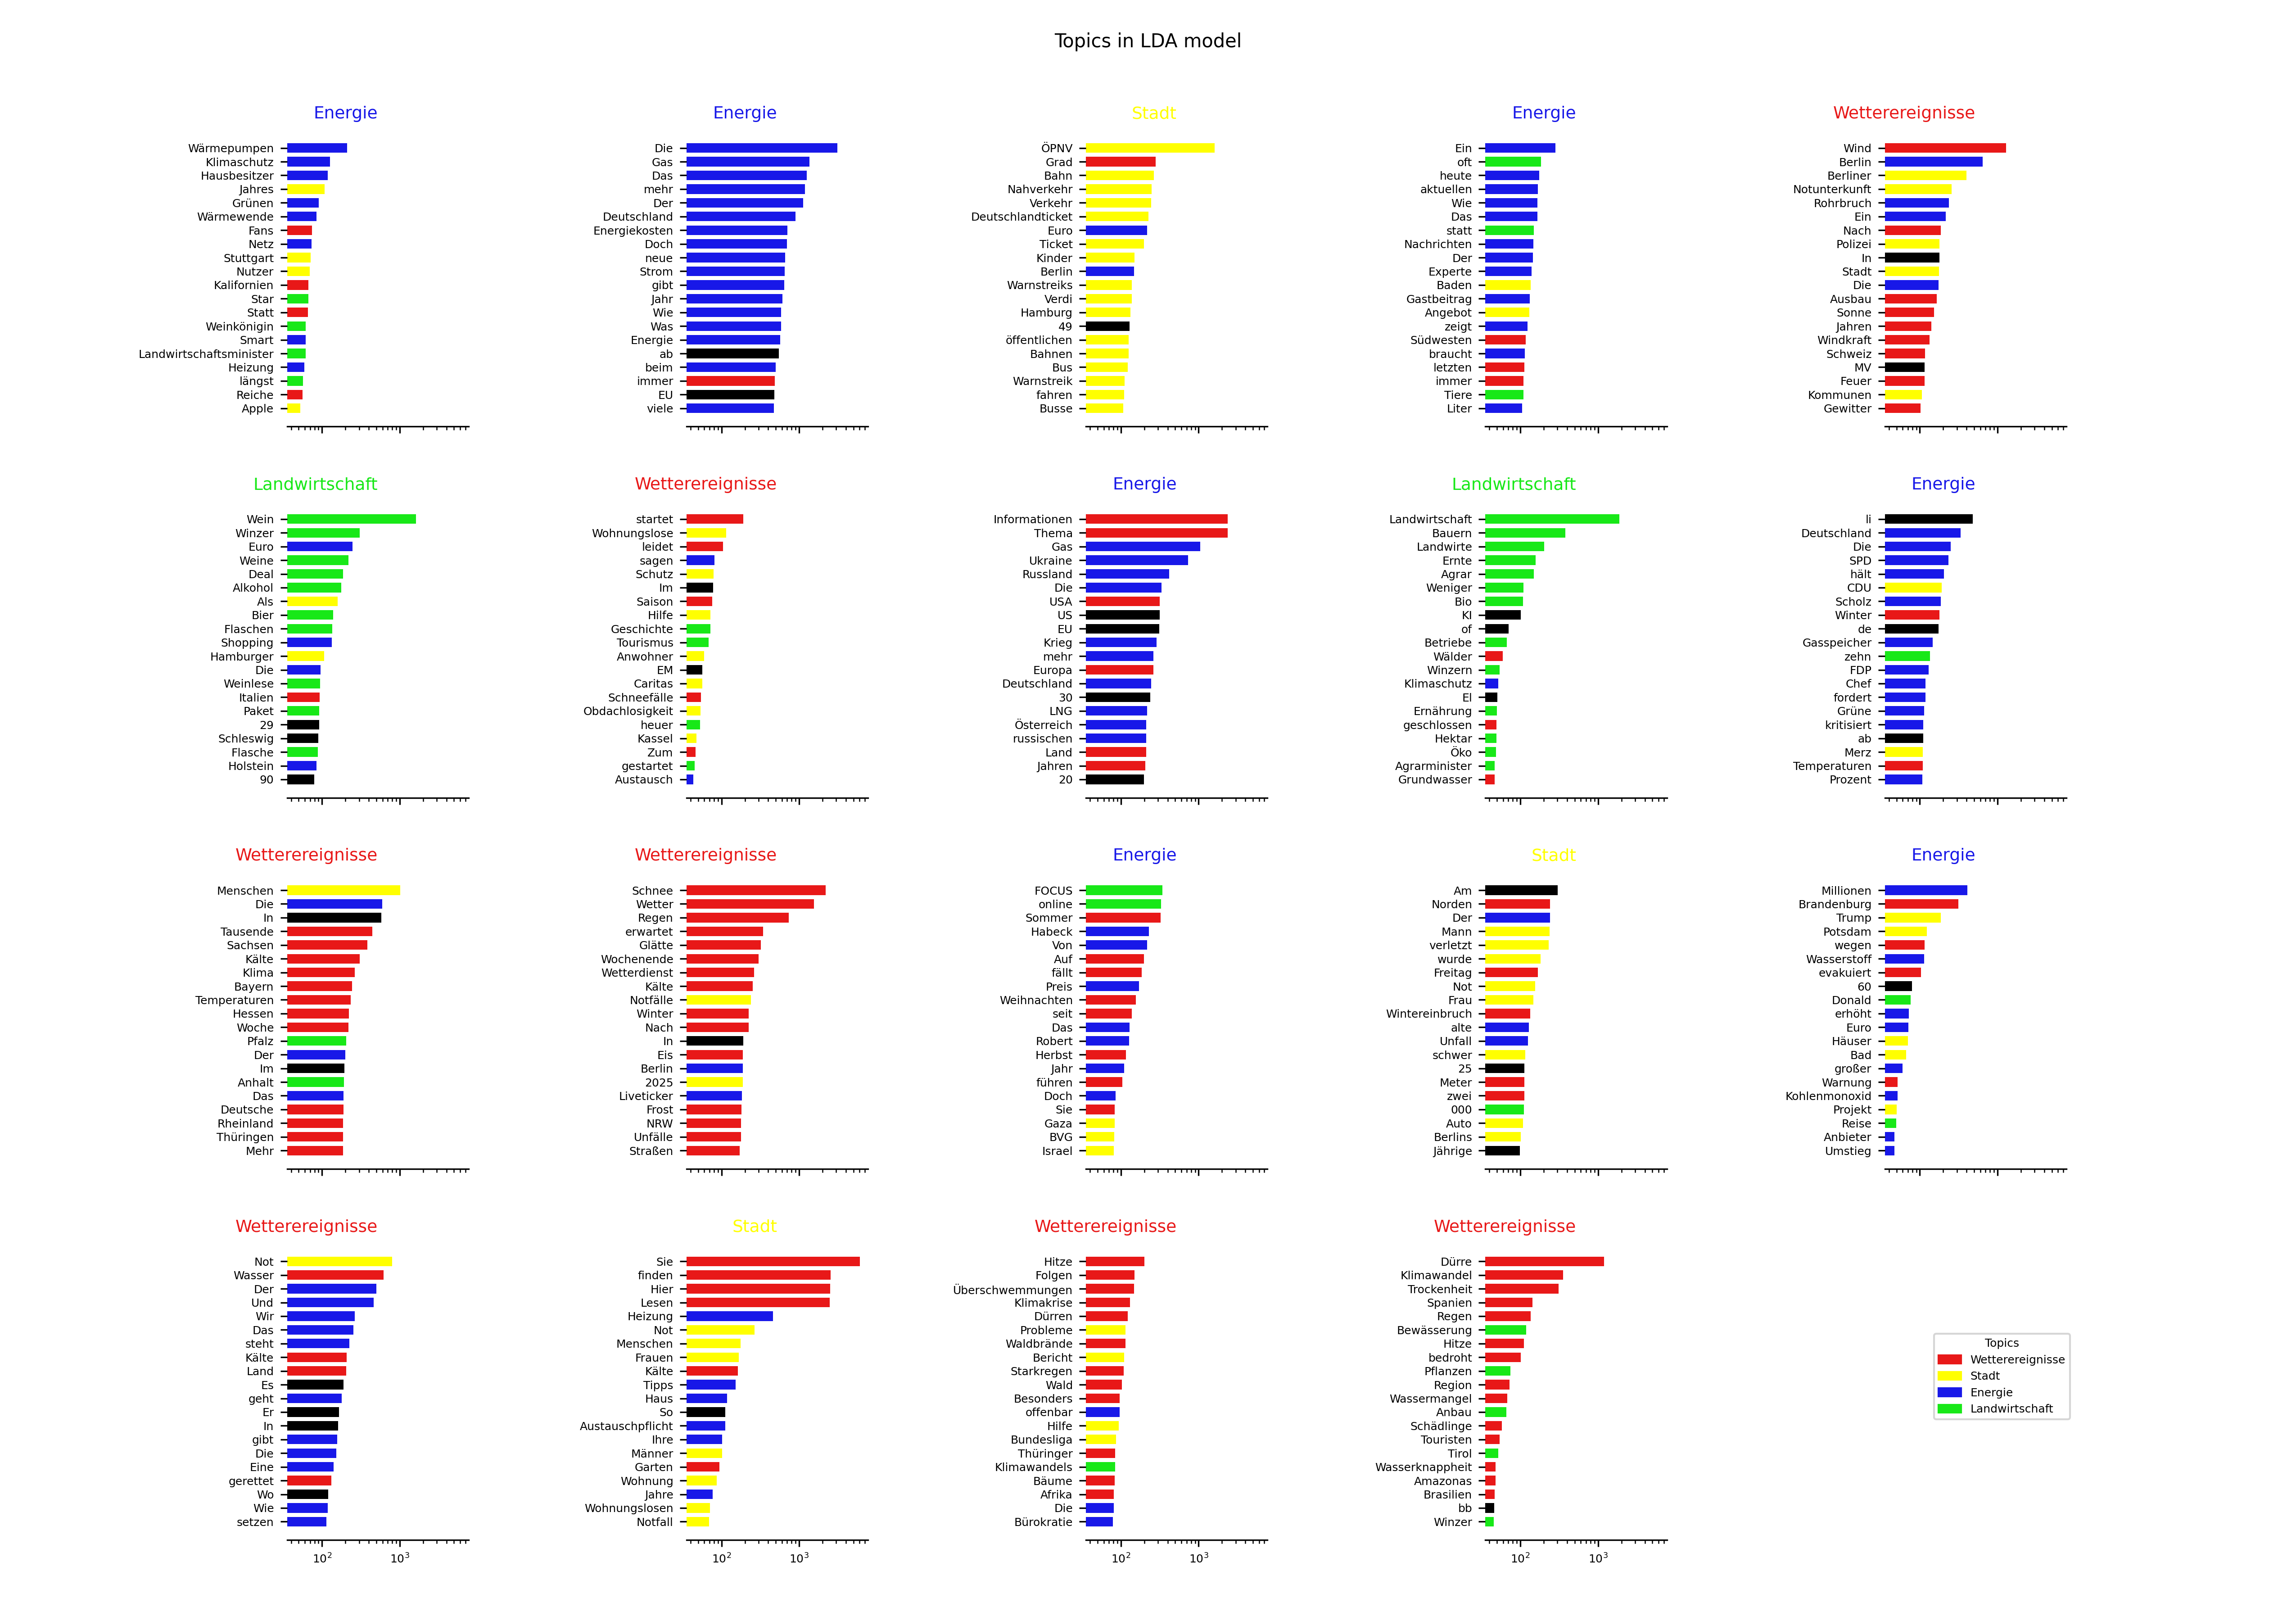 Topics in LDA model
Energie
Wärmepumpen
Klimaschutz
Hausbesitzer
Jahres
Grünen
Wärmewende
Fans
Netz
Stuttgart
Nutzer
Kalifornien
Star
Statt
Weinkönigin
Smart
Landwirtschaftsminister
Heizung
längst
Reiche
Apple
Energie
Die
Gas
Das
mehr
Der
Deutschland
Energiekosten
Doch
neue
Strom
gibt
Jahr
Wie
Was
Energie
ab
beim
immer
EU
viele
Stadt
ÖPNV
Grad
Bahn
Nahverkehr
Verkehr
Deutschlandticket
Euro
Ticket
Kinder
Berlin
Warnstreiks
Verdi
Hamburg
49
öffentlichen
Bahnen
Bus
Warnstreik
fahren
Busse
Energie
Ein
oft
heute
aktuellen
Wie
Das
statt
Nachrichten
Der
Experte
Baden
Gastbeitrag
Angebot
zeigt
Südwesten
braucht
letzten
immer
Tiere
Liter
Wetterereignisse
Wind
Berlin
Berliner
Notunterkunft
Rohrbruch
Ein
Nach
Polizei
In
Stadt
Die
Ausbau
Sonne
Jahren
Windkraft
Schweiz
MV
Feuer
Kommunen
Gewitter
Landwirtschaft
Wein
Winzer
Euro
Weine
Deal
Alkohol
Als
Bier
Flaschen
Shopping
Hamburger
Die
Weinlese
Italien
Paket
29
Schleswig
Flasche
Holstein
90
Wetterereignisse
startet
Wohnungslose
leidet
sagen
Schutz
Im
Saison
Hilfe
Geschichte
Tourismus
Anwohner
EM
Caritas
Schneefälle
Obdachlosigkeit
heuer
Kassel
Zum
gestartet
Austausch
Energie
Informationen
Thema
Gas
Ukraine
Russland
Die
USA
US
EU
Krieg
mehr
Europa
Deutschland
30
LNG
Österreich
russischen
Land
Jahren
20
Landwirtschaft
Landwirtschaft
Bauern
Landwirte
Ernte
Agrar
Weniger
Bio
KI
of
Betriebe
Wälder
Winzern
Klimaschutz
El
Ernährung
geschlossen
Hektar
Öko
Agrarminister
Grundwasser
Energie
li
Deutschland
Die
SPD
hält
CDU
Scholz
Winter
de
Gasspeicher
zehn
FDP
Chef
fordert
Grüne
kritisiert
ab
Merz
Temperaturen
Prozent
Wetterereignisse
Menschen
Die
In
Tausende
Sachsen
Kälte
Klima
Bayern
Temperaturen
Hessen
Woche
Pfalz
Der
Im
Anhalt
Das
Deutsche
Rheinland
Thüringen
Mehr
Wetterereignisse
Schnee
Wetter
Regen
erwartet
Glätte
Wochenende
Wetterdienst
Kälte
Notfälle
Winter
Nach
In
Eis
Berlin
2025
Liveticker
Frost
NRW
Unfälle
Straßen
Energie
FOCUS
online
Sommer
Habeck
Von
Auf
fällt
Preis
Weihnachten
seit
Das
Robert
Herbst
Jahr
führen
Doch
Sie
Gaza
BVG
Israel
Stadt
Am
Norden
Der
Mann
verletzt
wurde
Freitag
Not
Frau
Wintereinbruch
alte
Unfall
schwer
25
Meter
zwei
000
Auto
Berlins
Jährige
Energie
Millionen
Brandenburg
Trump
Potsdam
wegen
Wasserstoff
evakuiert
60
Donald
erhöht
Euro
Häuser
Bad
großer
Warnung
Kohlenmonoxid
Projekt
Reise
Anbieter
Umstieg
Wetterereignisse
Not
Wasser
Der
Und
Wir
Das
steht
Kälte
Land
Es
geht
Er
In
gibt
Die
Eine
gerettet
Wo
Wie
setzen
10² 10³
Stadt
Sie
finden
Hier
Lesen
Heizung
Not
Menschen
Frauen
Kälte
Tipps
Haus
So
Austauschpflicht
Ihre
Männer
Garten
Wohnung
Jahre
Wohnungslosen
Notfall
10² 10³
Wetterereignisse
Hitze
Folgen
Überschwemmungen
Klimakrise
Dürren
Probleme
Waldbrände
Bericht
Starkregen
Wald
Besonders
offenbar
Hilfe
Bundesliga
Thüringer
Klimawandels
Bäume
Afrika
Die
Bürokratie
10² 10³
Wetterereignisse
Dürre
Klimawandel
Trockenheit
Spanien
Regen
Bewässerung
Hitze
bedroht
Pflanzen
Region
Wassermangel
Anbau
Schädlinge
Touristen
Tirol
Wasserknappheit
Amazonas
Brasilien
bb
Winzer
10² 10³
Topics
Wetterereignisse
Stadt
Energie
Landwirtschaft